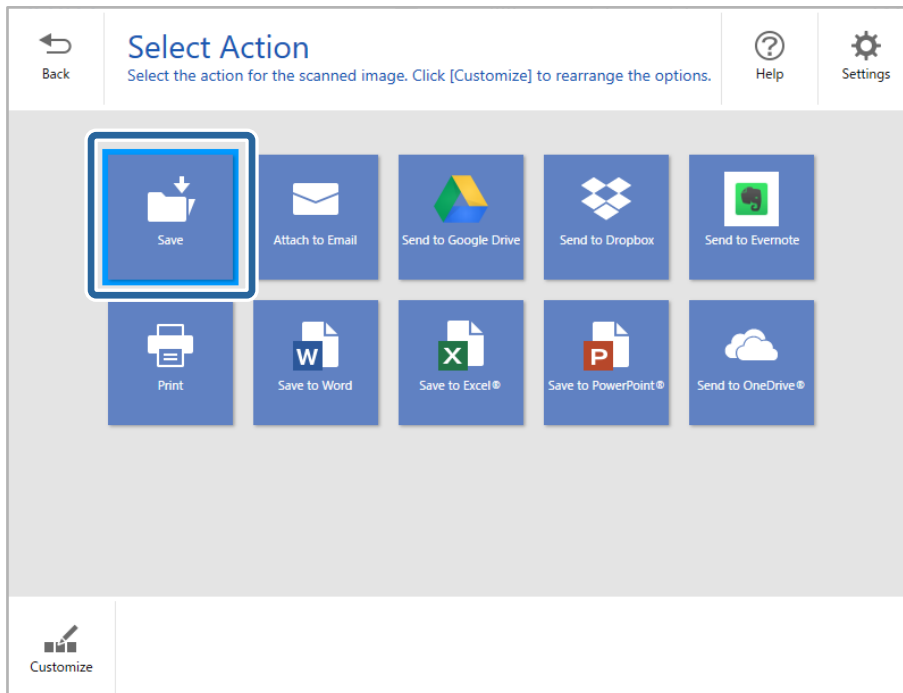 Back
Select Action
Select the action for the scanned image. Click [Customize] to rearrange the options.
Help
Settings
Save
Attach to Email
Send to Google Drive
Send to Dropbox
Send to Evernote
Print
W
Save to Word
X
Save to Excel®
P
Save to PowerPoint®
Send to OneDrive®
Customize